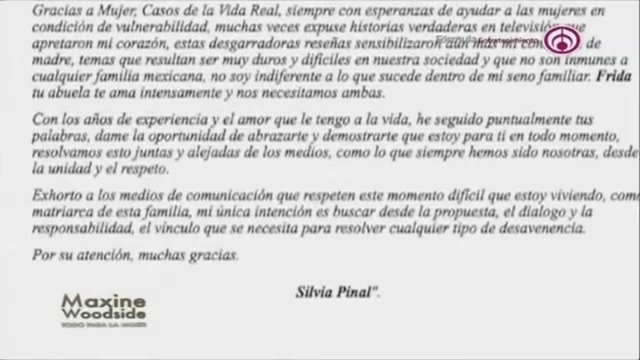 Gracias a Mujer, Casos de la Vida Real, siempre con esperanzas de ayudar a las mujeres en
condición de vulnerabilidad, muchas veces expuse historias verdaderas en televisión que
apretaron mi corazón, estas desgarradoras reseñas sensibilizaron aún más mi de
madre, temas que resultan ser muy duros y difíciles en nuestra sociedad y que no son inmunes a
cualquier familia mexicana, no soy indiferente a lo que sucede dentro de mi seno familiar. Frida
tu abuela te ama intensamente y nos necesitamos ambas.
Con los años de experiencia y el amor que le tengo a la vida, he seguido puntualmente tus
palabras, dame la oportunidad de abrazarte y demostrarte que estoy para ti en todo momento,
resolvamos esto juntas y alejadas de los medios, como lo que siempre hemos sido nosotras, desde
la unidad y el respeto.
Exhorto a los medios de comunicación que respeten este momento difícil que estoy viviendo, como
matriarca de esta familia, mi única intención es buscar desde la propuesta, el dialogo y la
responsabilidad, el vínculo que se necesita para resolver cualquier tipo de desavenencia.
Por su atención, muchas gracias.
Silvia Pinal".
Maxine
Woodside
TODO PARA LA MUJER